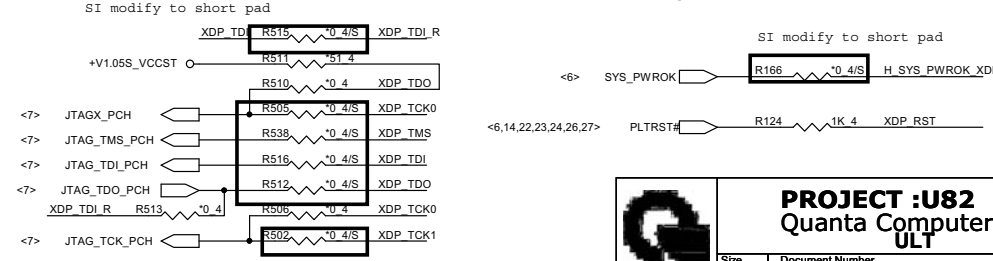 SI modify to short pad
XDP_TDI R515 *0_4/S XDP_TDI_R
+V1.05S_VCCST R511 *51_4
R510 *0_4 XDP_TDO
<7> JTAGX_PCH R505 *0_4/S XDP_TCK0
<7> JTAG_TMS_PCH R538 *0_4/S XDP_TMS
<7> JTAG_TDI_PCH R516 *0_4/S XDP_TDI
<7> JTAG_TDO_PCH R512 *0_4/S XDP_TDO
XDP_TDI_R R513 *0_4 R506 *0_4 XDP_TCK0
<7> JTAG_TCK_PCH R502 *0_4/S XDP_TCK1
SI modify to short pad
<6> SYS_PWROK R166 *0_4/S H_SYS_PWROK_XD
<6,14,22,23,24,26,27> PLTRST# R124 1K_4 XDP_RST
PROJECT :U82
Quanta Computer
ULT
Size Document Number